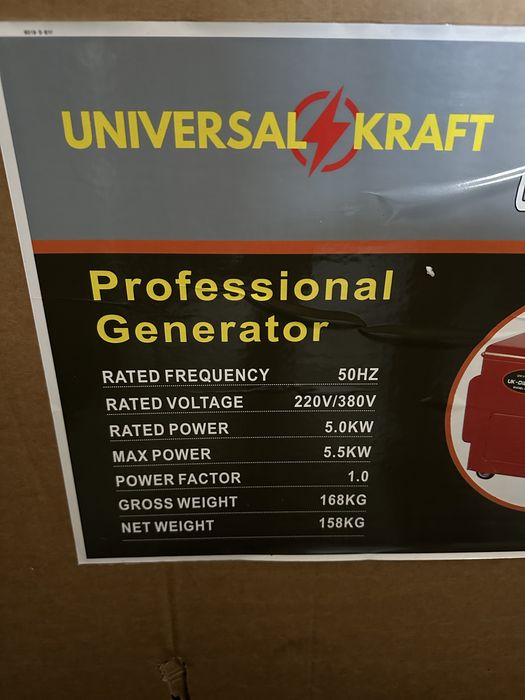 UNIVERSAL KRAFT
Professional
Generator
RATED FREQUENCY 50HZ
RATED VOLTAGE 220V/380V
RATED POWER 5.0KW
MAX POWER 5.5KW
POWER FACTOR 1.0
GROSS WEIGHT 168KG
NET WEIGHT 158KG